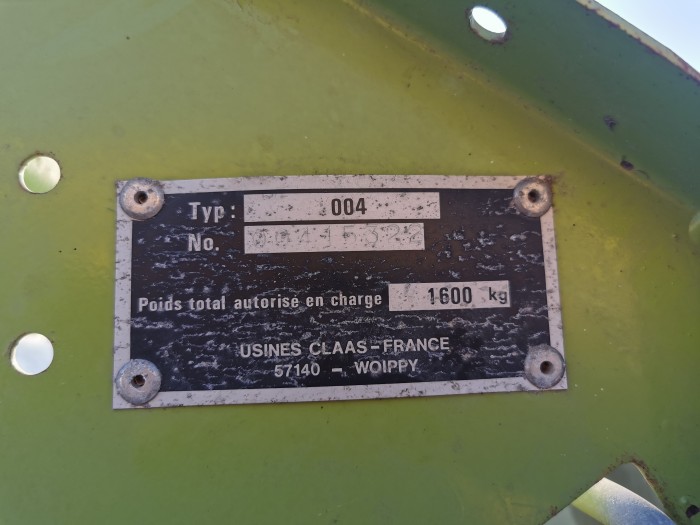 Typ: 004
No.
Poids total autorisé en charge 1600 kg
USINES CLAAS-FRANCE
57140 - WOIPPY